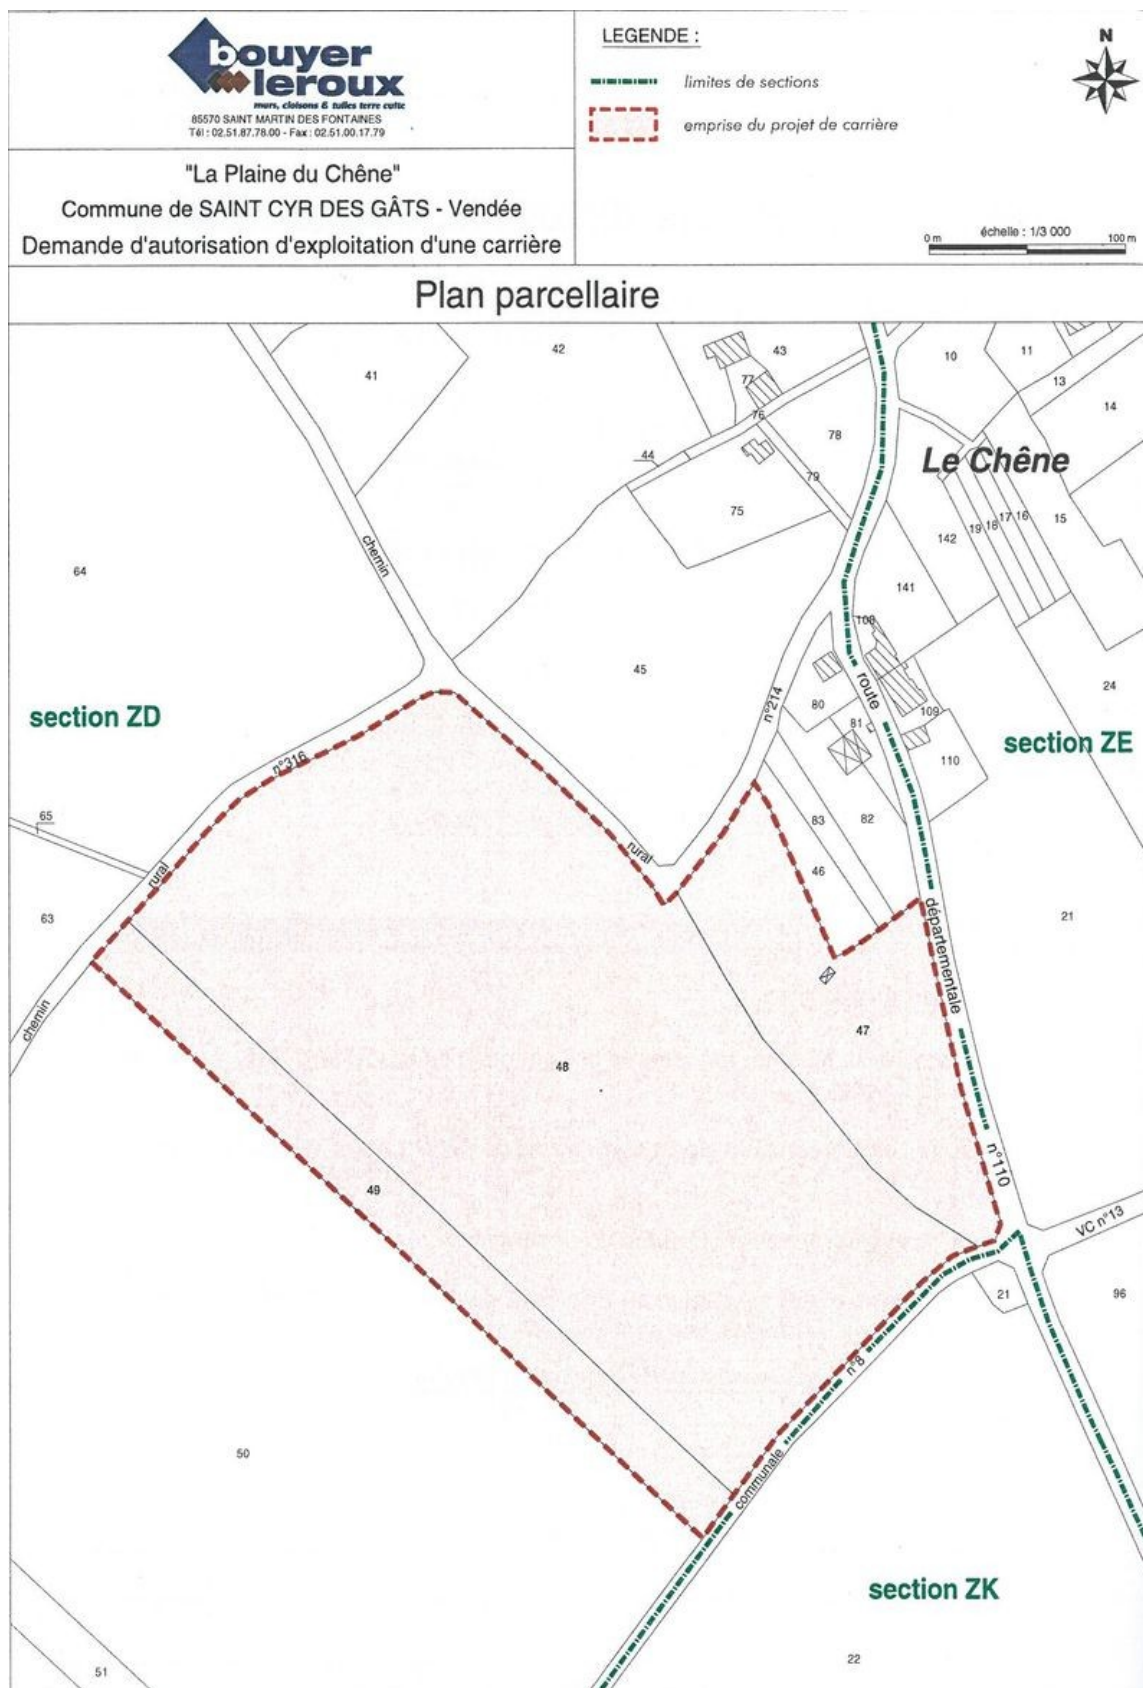 bouyer
leroux
murs, cloisons & tuiles terre cuite
85570 SAINT MARTIN DES FONTAINES
Tél : 02.51.87.78.00 - Fax : 02.51.00.17.79
"La Plaine du Chêne"
Commune de SAINT CYR DES GÂTS - Vendée
Demande d'autorisation d'exploitation d'une carrière
LEGENDE :
limites de sections
emprise du projet de carrière
N
échelle : 1/3 000
0 m
100 m
Plan parcellaire
41
42
43
77
76
44
78
79
75
10
11
13
14
Le Chêne
19
18
17
16
15
142
141
108
chemin
64
45
section ZD
n°316
n°214
route
80
81
109
110
24
section ZE
65
rural
rural
83
82
46
63
chemin
21
départementale
47
48
49
n°110
VC n°13
21
96
n°8
communale
50
section ZK
51
22